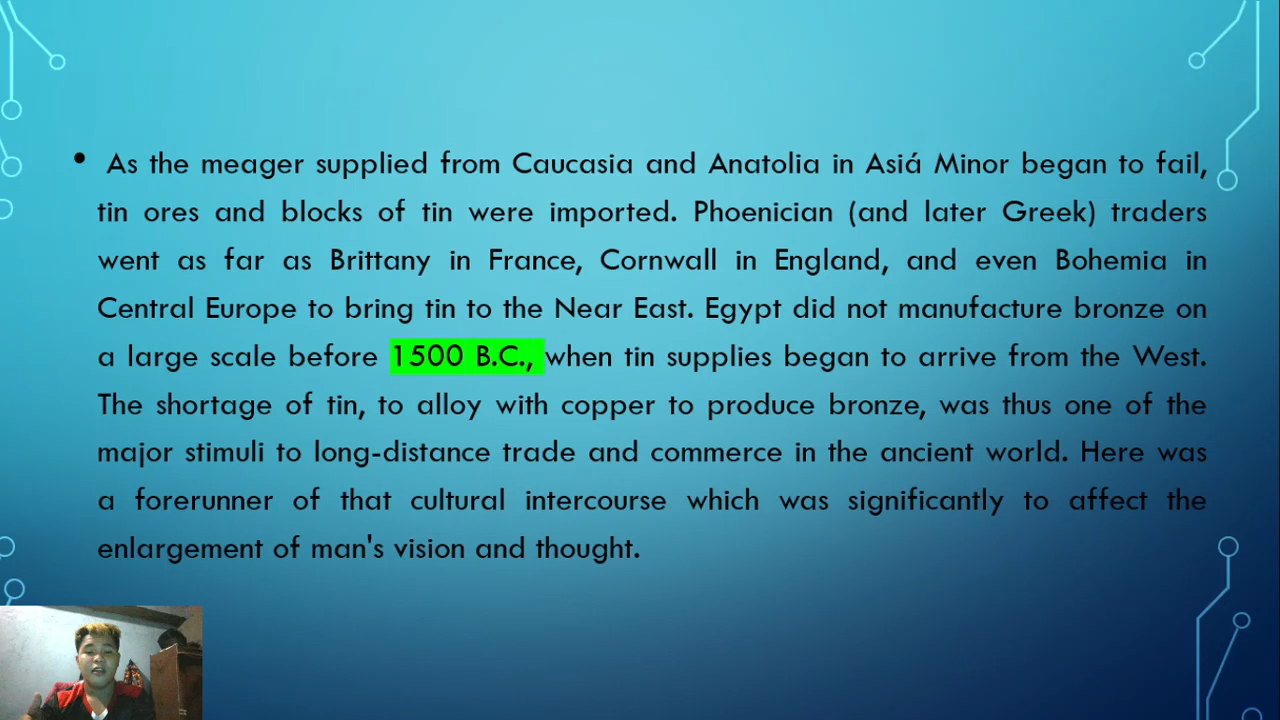 • As the meager supplied from Caucasia and Anatolia in Asiá Minor began to fail,
tin ores and blocks of tin were imported. Phoenician (and later Greek) traders
went as far as Brittany in France, Cornwall in England, and even Bohemia in
Central Europe to bring tin to the Near East. Egypt did not manufacture bronze on
a large scale before 1500 B.C., when tin supplies began to arrive from the West.
The shortage of tin, to alloy with copper to produce bronze, was thus one of the
major stimuli to long-distance trade and commerce in the ancient world. Here was
a forerunner of that cultural intercourse which was significantly to affect the
enlargement of man's vision and thought.